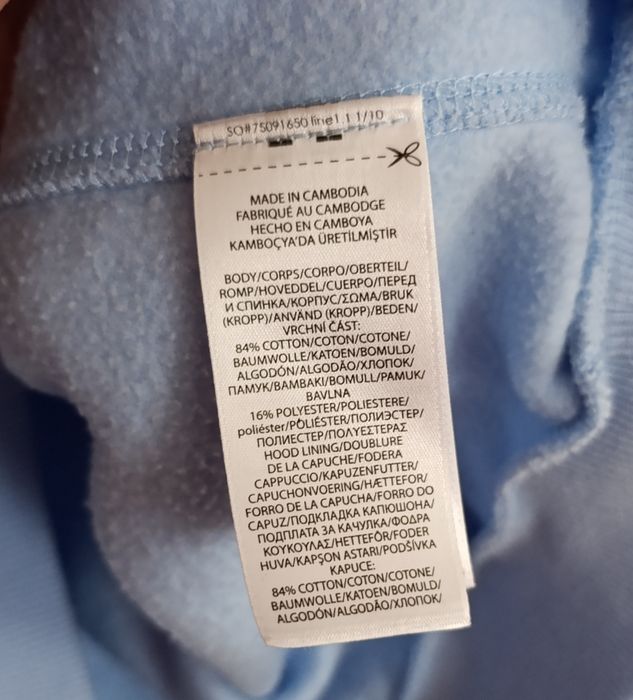 SO#75091650 line1.1 1/10
MADE IN CAMBODIA
FABRIQUÉ AU CAMBODGE
HECHO EN CAMBOYA
KAMBOÇYA'DA ÜRETİLMİŞTİR
BODY/CORPS/CORPO/OBERTEIL/
ROMP/HOVEDDEL/CUERPO/ПЕРЕД
И СПИНКА/КОРПУС/ΣΩΜΑ/BRUK
(KROPP)/ANVÄND (KROPP)/BEDEN/
VRCHNÍ ČÁST:
84% COTTON/COTON/COTONE/
BAUMWOLLE/KATOEN/BOMULD/
ALGODÓN/ALGODÃO/ХЛОПОК/
ПАМУК/BAMBAKI/BOMULL/PAMUK/
BAVLNA
16% POLYESTER/POLIESTERE/
poliéster/POLIÉSTER/ПОЛИЭСТЕР/
ПОЛИЕСТЕР/ΠΟΛΥΕΣΤΕΡΑΣ
HOOD LINING/DOUBLURE
DE LA CAPUCHE/FODERA
CAPPUCCIO/KAPUZENFUTTER/
CAPUCHONVOERING/HÆTTEFOR/
FORRO DE LA CAPUCHA/FORRO DO
CAPUZ/ПОДКЛАДКА КАПЮШОНА/
ПОДПЛАТА ЗА КАЧУЛКА/ΦΟΔΡΑ
ΚΟΥΚΟΥΛΑΣ/HETTEFÔR/FODER
HUVA/KAPŞON ASTARI/PODŠÍVKA
KAPUCE:
84% COTTON/COTON/COTONE/
BAUMWOLLE/KATOEN/BOMULD/
ALGODÓN/ALGODÃO/ХЛОПОК/